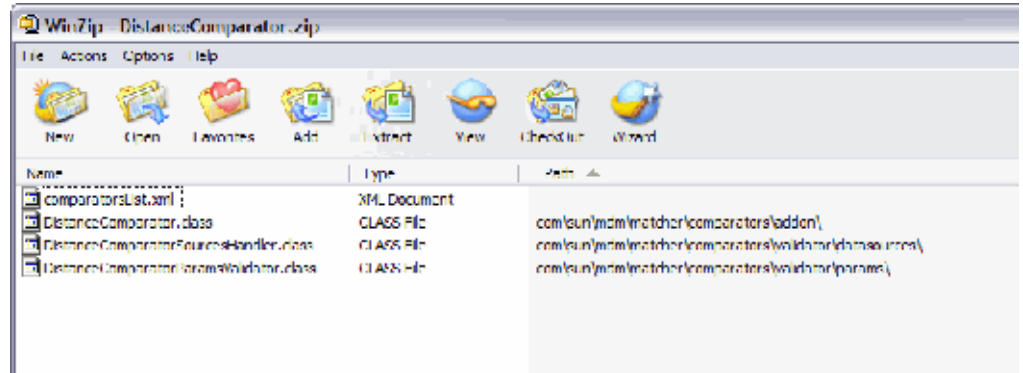 WinZip - DistanceComparator.zip
File Actions Options Help
New Open Favorites Add Extract View CheckOut Wizard
Name Type Path
comparatorsList.xml XML Document
DistanceComparator.class CLASS File com\sun\mdm\matcher\comparators\addon\
DistanceComparatorSourcesHandler.class CLASS File com\sun\mdm\matcher\comparators\validator\datasources\
DistanceComparatorParamsValidator.class CLASS File com\sun\mdm\matcher\comparators\validator\params\